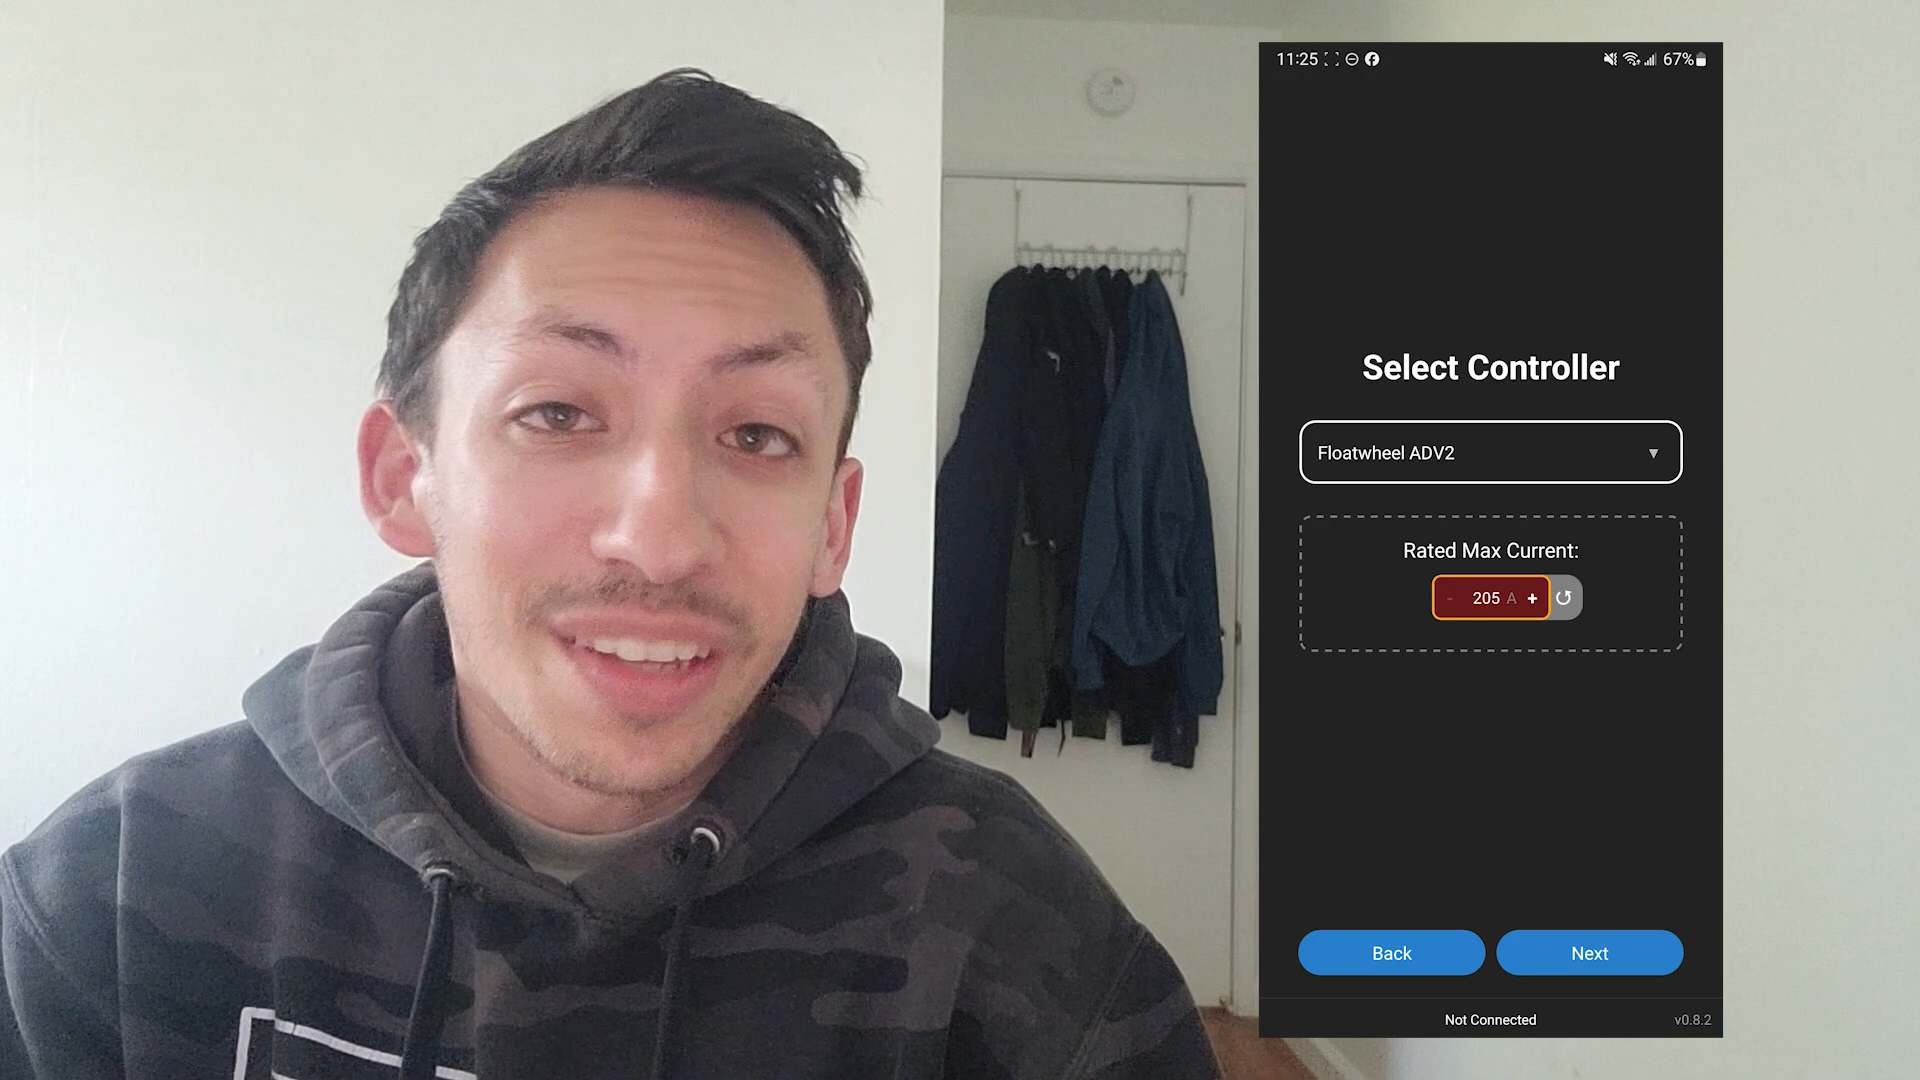 11:25
67%
Select Controller
Floatwheel ADV2
Rated Max Current:
- 205 A +
Back Next
Not Connected
v0.8.2